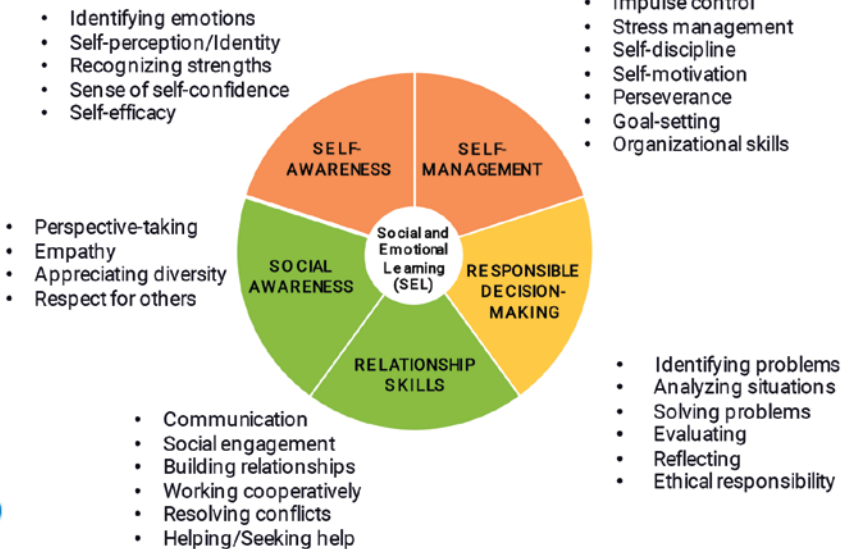 • Identifying emotions
• Self-perception/Identity
• Recognizing strengths
• Sense of self-confidence
• Self-efficacy
• Impulse control
• Stress management
• Self-discipline
• Self-motivation
• Perseverance
• Goal-setting
• Organizational skills
SELF-
AWARENESS
SELF-
MANAGEMENT
• Perspective-taking
• Empathy
• Appreciating diversity
• Respect for others
SOCIAL
AWARENESS
Social and
Emotional
Learning
(SEL)
RESPONSIBLE
DECISION-
MAKING
RELATIONSHIP
SKILLS
• Identifying problems
• Analyzing situations
• Solving problems
• Evaluating
• Reflecting
• Ethical responsibility
• Communication
• Social engagement
• Building relationships
• Working cooperatively
• Resolving conflicts
• Helping/Seeking help